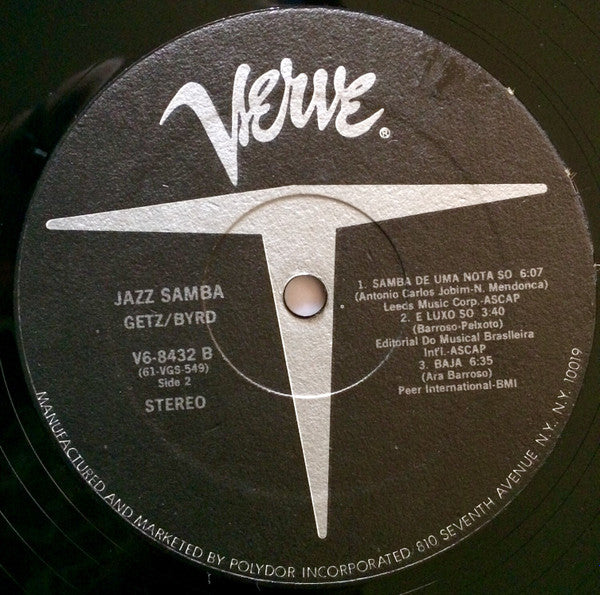 Verve®
JAZZ SAMBA
GETZ/BYRD
V6-8432 B
(61-VGS-549)
Side 2
STEREO
1. SAMBA DE UMA NOTA SO 6:07
(Antonio Carlos Jobim-N. Mendonca)
Leeds Music Corp.-ASCAP
2. E LUXO SO 3:40
(Barroso-Peixoto)
Editorial Do Musical Brasileira
Int'l.-ASCAP
3. BAJA 6:35
(Ara Barroso)
Peer International-BMI
MANUFACTURED AND MARKETED BY POLYDOR INCORPORATED, 810 SEVENTH AVENUE, N.Y. N.Y. 10019